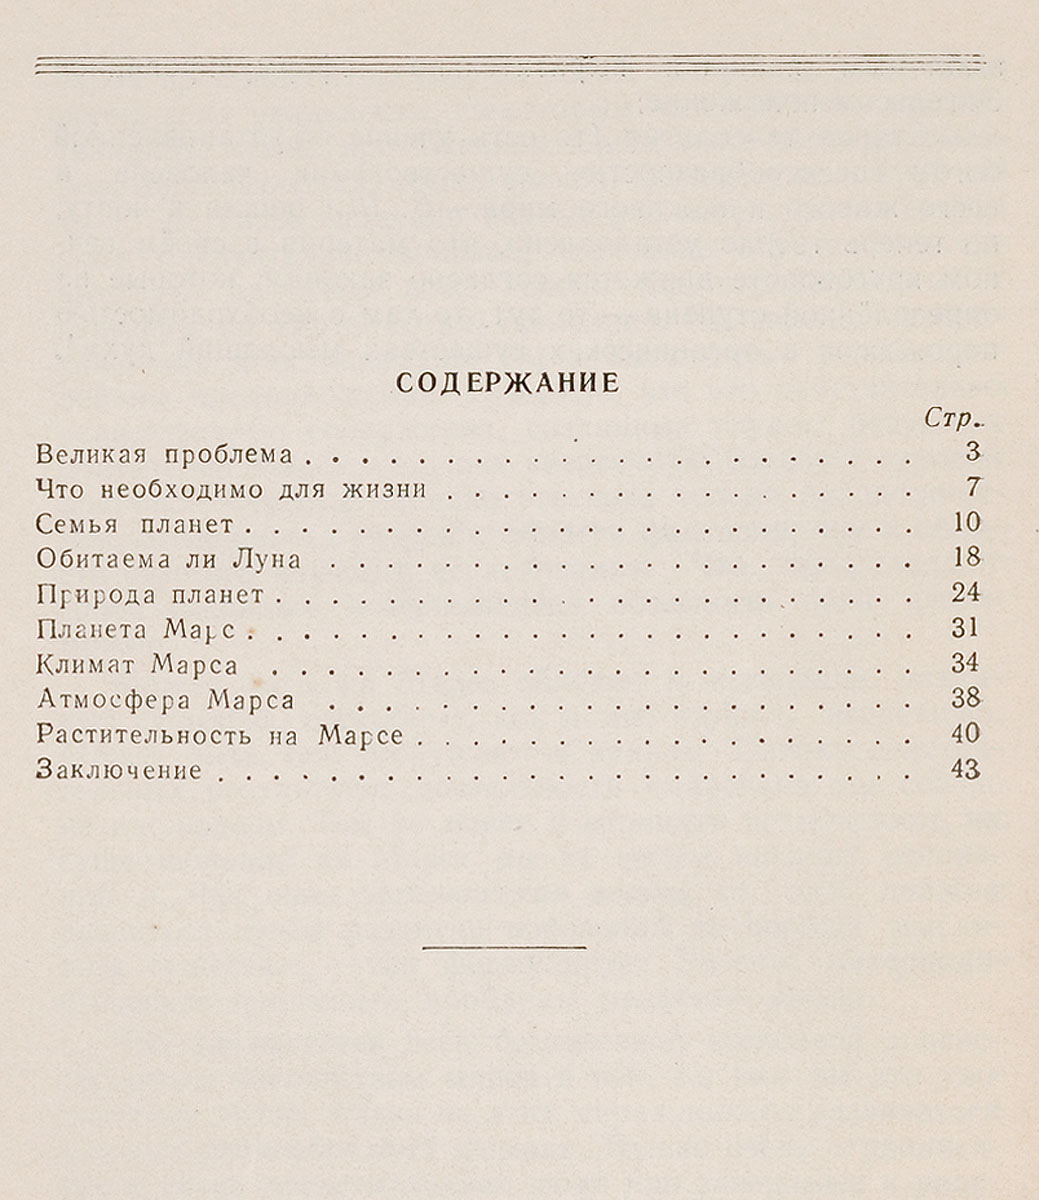 СОДЕРЖАНИЕ
Стр.
Великая проблема . . . . . . . . . . . . . . . . . . . . . . 3
Что необходимо для жизни . . . . . . . . . . . . . . . . . 7
Семья планет . . . . . . . . . . . . . . . . . . . . . . . . 10
Обитаема ли Луна . . . . . . . . . . . . . . . . . . . . . 18
Природа планет . . . . . . . . . . . . . . . . . . . . . . . 24
Планета Марс . . . . . . . . . . . . . . . . . . . . . . . . 31
Климат Марса . . . . . . . . . . . . . . . . . . . . . . . 34
Атмосфера Марса . . . . . . . . . . . . . . . . . . . . . 38
Растительность на Марсе . . . . . . . . . . . . . . . . . . 40
Заключение . . . . . . . . . . . . . . . . . . . . . . . . . 43